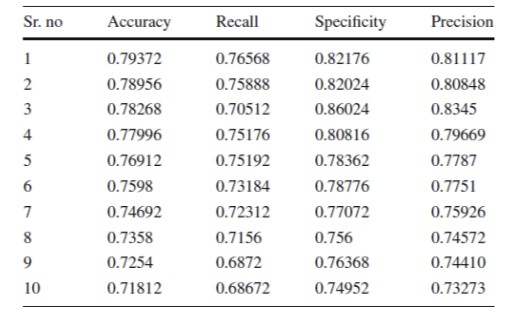 Sr. no Accuracy Recall Specificity Precision
1 0.79372 0.76568 0.82176 0.81117
2 0.78956 0.75888 0.82024 0.80848
3 0.78268 0.70512 0.86024 0.8345
4 0.77996 0.75176 0.80816 0.79669
5 0.76912 0.75192 0.78362 0.7787
6 0.7598 0.73184 0.78776 0.7751
7 0.74692 0.72312 0.77072 0.75926
8 0.7358 0.7156 0.756 0.74572
9 0.7254 0.6872 0.76368 0.74410
10 0.71812 0.68672 0.74952 0.73273